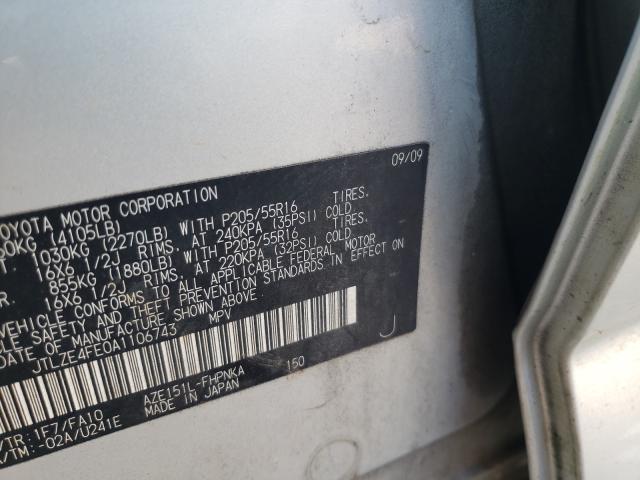 09/09
TOYOTA MOTOR CORPORATION
(4105LB)
1030KG (2270LB) WITH P205/55R16 TIRES.
16X6 1/2J RIMS. AT 240KPA (35PSI) COLD
855KG (1880LB) WITH P205/55R16 TIRES.
16X6 1/2J RIMS. AT 220KPA (32PSI) COLD.
VEHICLE CONFORMS TO ALL APPLICABLE FEDERAL MOTOR
SAFETY AND THEFT PREVENTION STANDARDS IN EFFECT ON
DATE OF MANUFACTURE SHOWN ABOVE.
JTLZE4FE0A1106743 MPV
J
AZE151L-FHPNKA 150
MADE IN JAPAN
/TR: 1F7/FA10
/TM: -02A/U241E